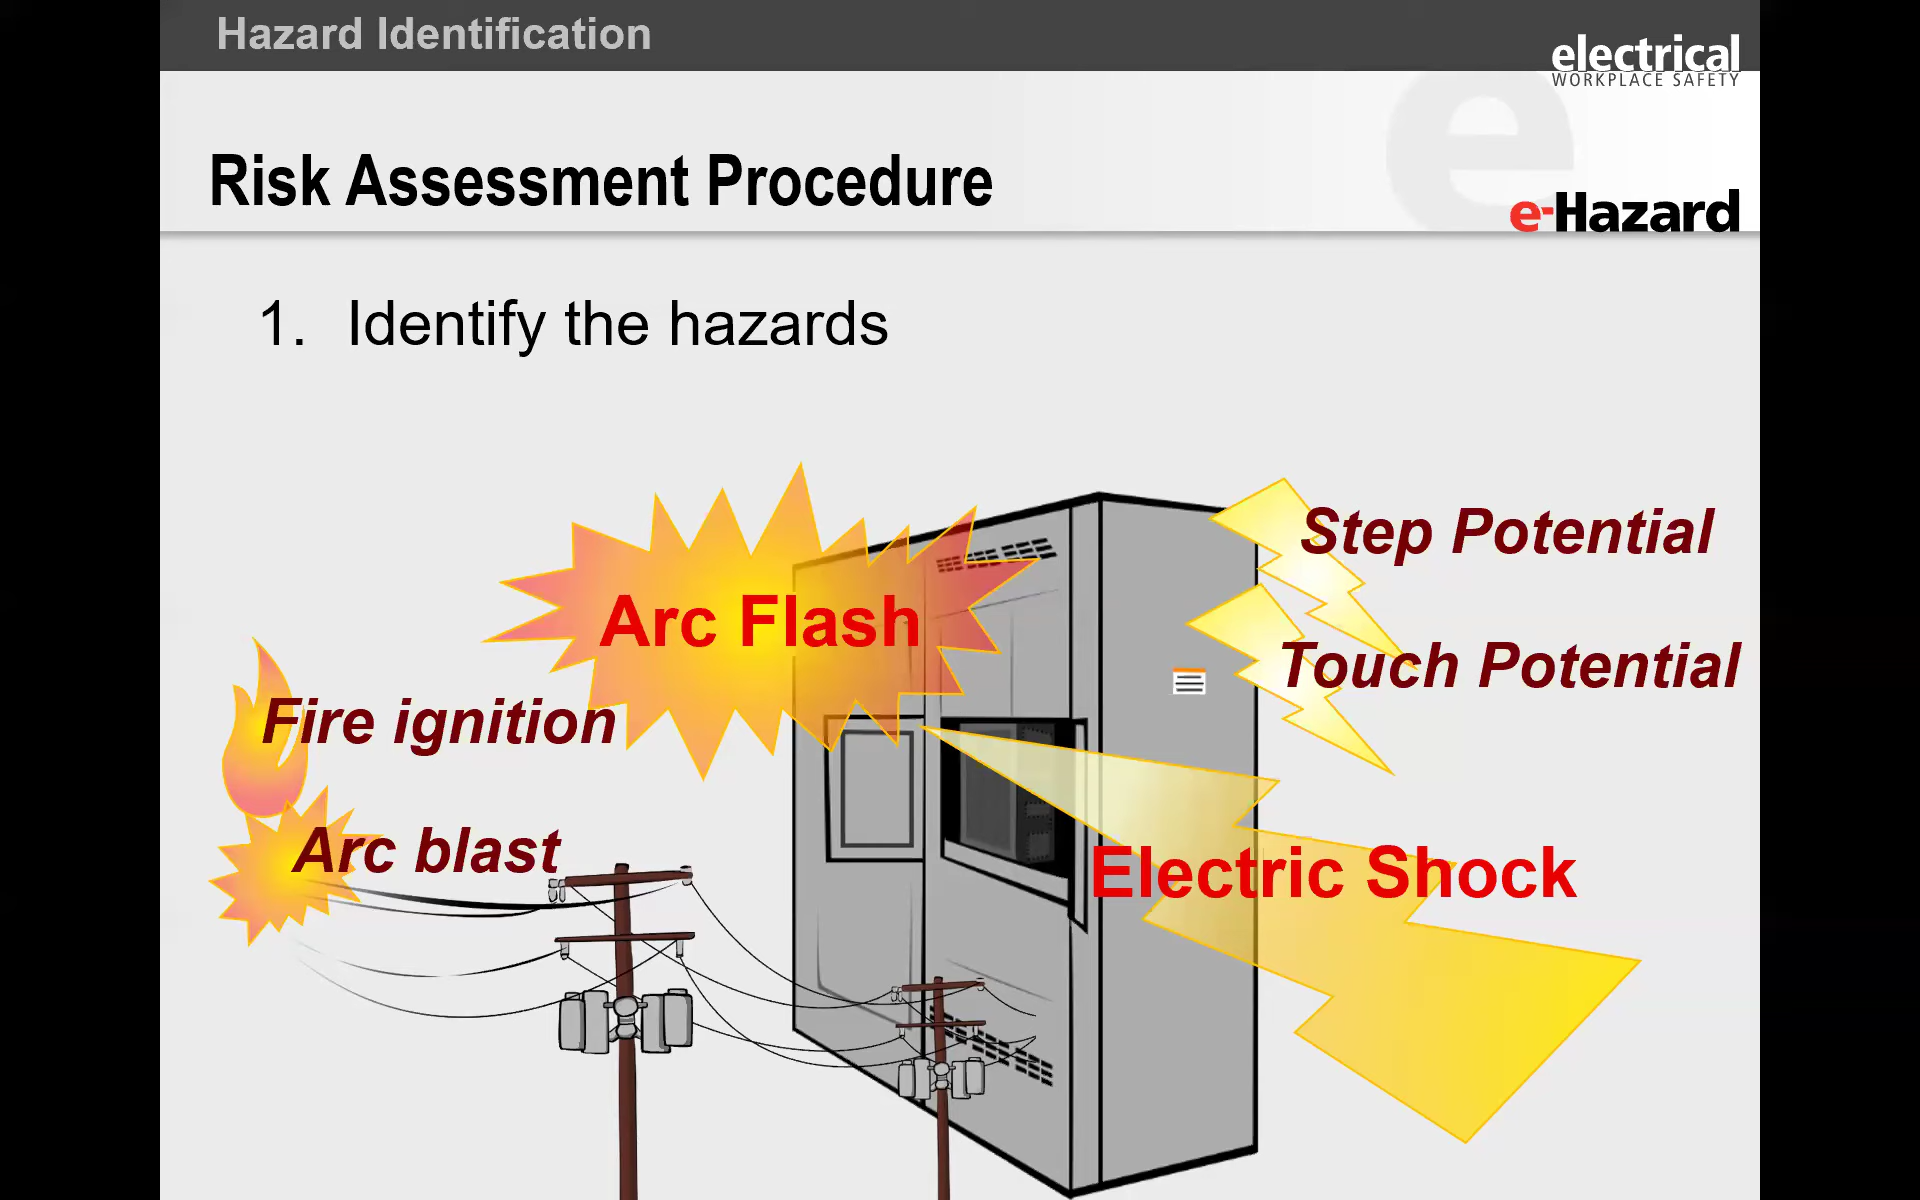 Hazard Identification
electrical
WORKPLACE SAFETY
Risk Assessment Procedure
e-Hazard
1. Identify the hazards
Step Potential
Arc Flash
Touch Potential
Fire ignition
Arc blast
Electric Shock